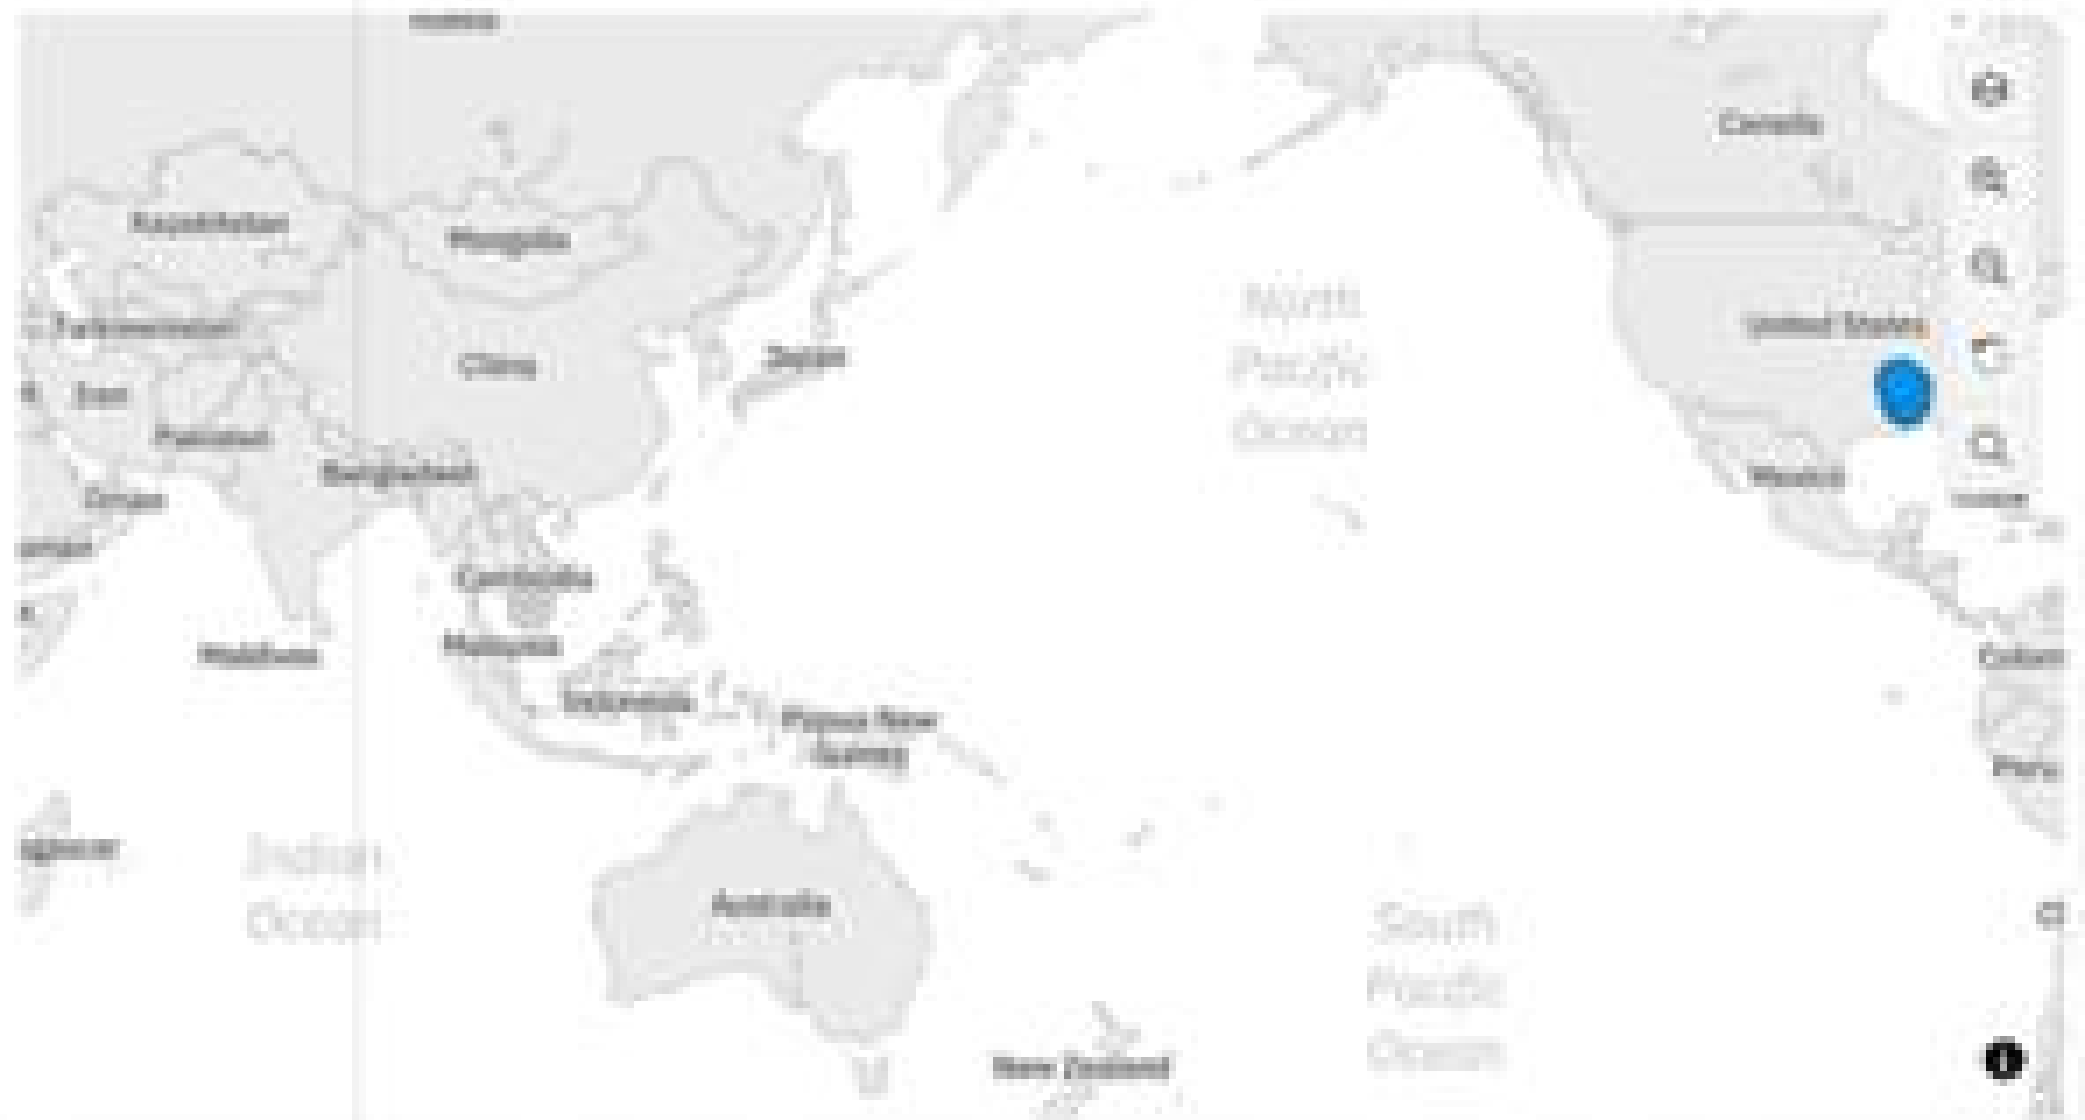 Canada
Kazakhstan
Mongolia
North
Pacific
Ocean
United States
Turkmenistan
China
Japan
Iran
Pakistan
Bangladesh
Mexico
Oman
Cambodia
Malaysia
Maldives
Indonesia
Papua New
Guinea
Peru
Indian
Ocean
Australia
South
Pacific
Ocean
New Zealand